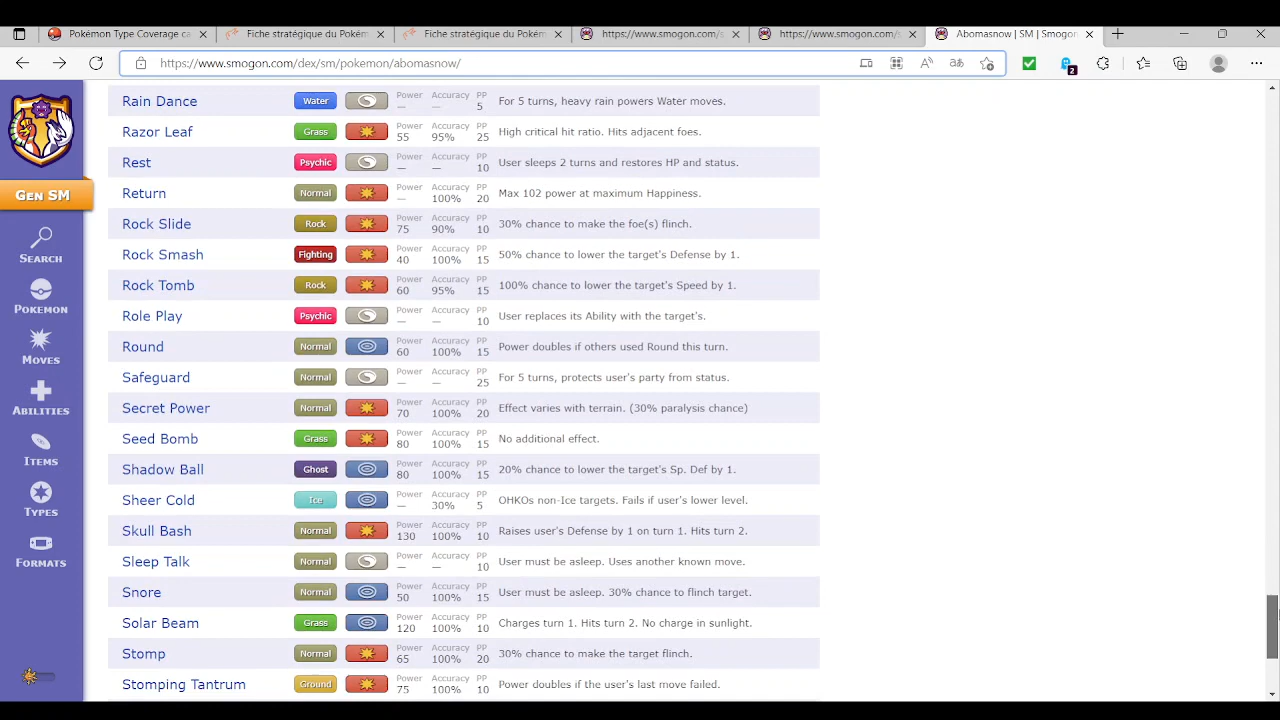 Pokémon Type Coverage ca
Fiche stratégique du Pokém
Fiche stratégique du Pokém
https://www.smogon.com/s
https://www.smogon.com/s
Abomasnow | SM | Smogon
https://www.smogon.com/dex/sm/pokemon/abomasnow/
2
GEN SM
SEARCH
POKEMON
MOVES
ABILITIES
ITEMS
TYPES
FORMATS
Rain Dance Water Power — Accuracy — PP 5 For 5 turns, heavy rain powers Water moves.
Razor Leaf Grass Power 55 Accuracy 95% PP 25 High critical hit ratio. Hits adjacent foes.
Rest Psychic Power — Accuracy — PP 10 User sleeps 2 turns and restores HP and status.
Return Normal Power — Accuracy 100% PP 20 Max 102 power at maximum Happiness.
Rock Slide Rock Power 75 Accuracy 90% PP 10 30% chance to make the foe(s) flinch.
Rock Smash Fighting Power 40 Accuracy 100% PP 15 50% chance to lower the target's Defense by 1.
Rock Tomb Rock Power 60 Accuracy 95% PP 15 100% chance to lower the target's Speed by 1.
Role Play Psychic Power — Accuracy — PP 10 User replaces its Ability with the target's.
Round Normal Power 60 Accuracy 100% PP 15 Power doubles if others used Round this turn.
Safeguard Normal Power — Accuracy — PP 25 For 5 turns, protects user's party from status.
Secret Power Normal Power 70 Accuracy 100% PP 20 Effect varies with terrain. (30% paralysis chance)
Seed Bomb Grass Power 80 Accuracy 100% PP 15 No additional effect.
Shadow Ball Ghost Power 80 Accuracy 100% PP 15 20% chance to lower the target's Sp. Def by 1.
Sheer Cold Ice Power — Accuracy 30% PP 5 OHKOs non-Ice targets. Fails if user's lower level.
Skull Bash Normal Power 130 Accuracy 100% PP 10 Raises user's Defense by 1 on turn 1. Hits turn 2.
Sleep Talk Normal Power — Accuracy — PP 10 User must be asleep. Uses another known move.
Snore Normal Power 50 Accuracy 100% PP 15 User must be asleep. 30% chance to flinch target.
Solar Beam Grass Power 120 Accuracy 100% PP 10 Charges turn 1. Hits turn 2. No charge in sunlight.
Stomp Normal Power 65 Accuracy 100% PP 20 30% chance to make the target flinch.
Stomping Tantrum Ground Power 75 Accuracy 100% PP 10 Power doubles if the user's last move failed.